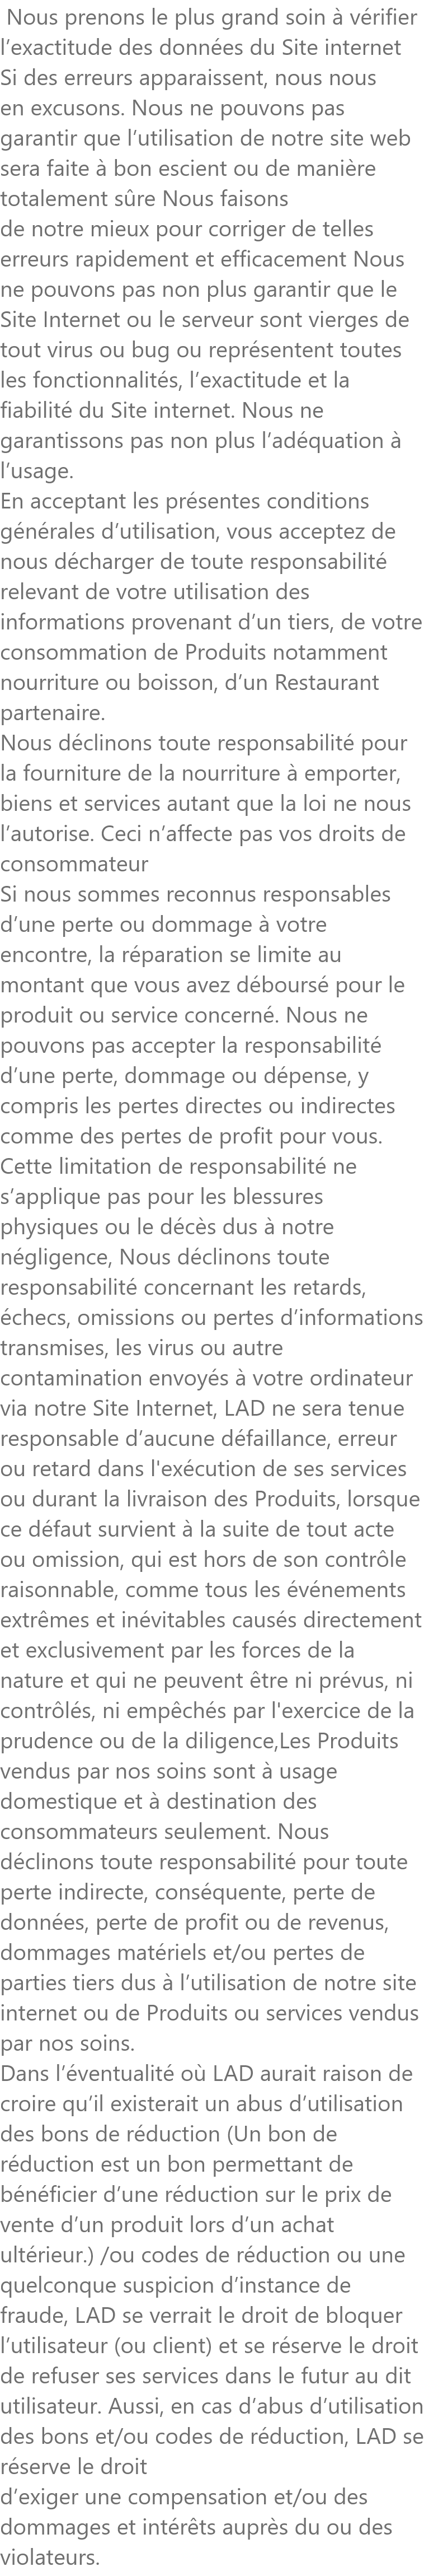 Nous prenons le plus grand soin à vérifier
l’exactitude des données du Site internet
Si des erreurs apparaissent, nous nous
en excusons. Nous ne pouvons pas
garantir que l’utilisation de notre site web
sera faite à bon escient ou de manière
totalement sûre Nous faisons
de notre mieux pour corriger de telles
erreurs rapidement et efficacement Nous
ne pouvons pas non plus garantir que le
Site Internet ou le serveur sont vierges de
tout virus ou bug ou représentent toutes
les fonctionnalités, l’exactitude et la
fiabilité du Site internet. Nous ne
garantissons pas non plus l’adéquation à
l’usage.
En acceptant les présentes conditions
générales d’utilisation, vous acceptez de
nous décharger de toute responsabilité
relevant de votre utilisation des
informations provenant d’un tiers, de votre
consommation de Produits notamment
nourriture ou boisson, d’un Restaurant
partenaire.
Nous déclinons toute responsabilité pour
la fourniture de la nourriture à emporter,
biens et services autant que la loi ne nous
l’autorise. Ceci n’affecte pas vos droits de
consommateur
Si nous sommes reconnus responsables
d’une perte ou dommage à votre
encontre, la réparation se limite au
montant que vous avez déboursé pour le
produit ou service concerné. Nous ne
pouvons pas accepter la responsabilité
d’une perte, dommage ou dépense, y
compris les pertes directes ou indirectes
comme des pertes de profit pour vous.
Cette limitation de responsabilité ne
s’applique pas pour les blessures
physiques ou le décès dus à notre
négligence, Nous déclinons toute
responsabilité concernant les retards,
échecs, omissions ou pertes d’informations
transmises, les virus ou autre
contamination envoyés à votre ordinateur
via notre Site Internet, LAD ne sera tenue
responsable d’aucune défaillance, erreur
ou retard dans l'exécution de ses services
ou durant la livraison des Produits, lorsque
ce défaut survient à la suite de tout acte
ou omission, qui est hors de son contrôle
raisonnable, comme tous les événements
extrêmes et inévitables causés directement
et exclusivement par les forces de la
nature et qui ne peuvent être ni prévus, ni
contrôlés, ni empêchés par l'exercice de la
prudence ou de la diligence,Les Produits
vendus par nos soins sont à usage
domestique et à destination des
consommateurs seulement. Nous
déclinons toute responsabilité pour toute
perte indirecte, conséquente, perte de
données, perte de profit ou de revenus,
dommages matériels et/ou pertes de
parties tiers dus à l’utilisation de notre site
internet ou de Produits ou services vendus
par nos soins.
Dans l’éventualité où LAD aurait raison de
croire qu’il existerait un abus d’utilisation
des bons de réduction (Un bon de
réduction est un bon permettant de
bénéficier d’une réduction sur le prix de
vente d’un produit lors d’un achat
ultérieur.) /ou codes de réduction ou une
quelconque suspicion d’instance de
fraude, LAD se verrait le droit de bloquer
l’utilisateur (ou client) et se réserve le droit
de refuser ses services dans le futur au dit
utilisateur. Aussi, en cas d’abus d’utilisation
des bons et/ou codes de réduction, LAD se
réserve le droit
d’exiger une compensation et/ou des
dommages et intérêts auprès du ou des
violateurs.